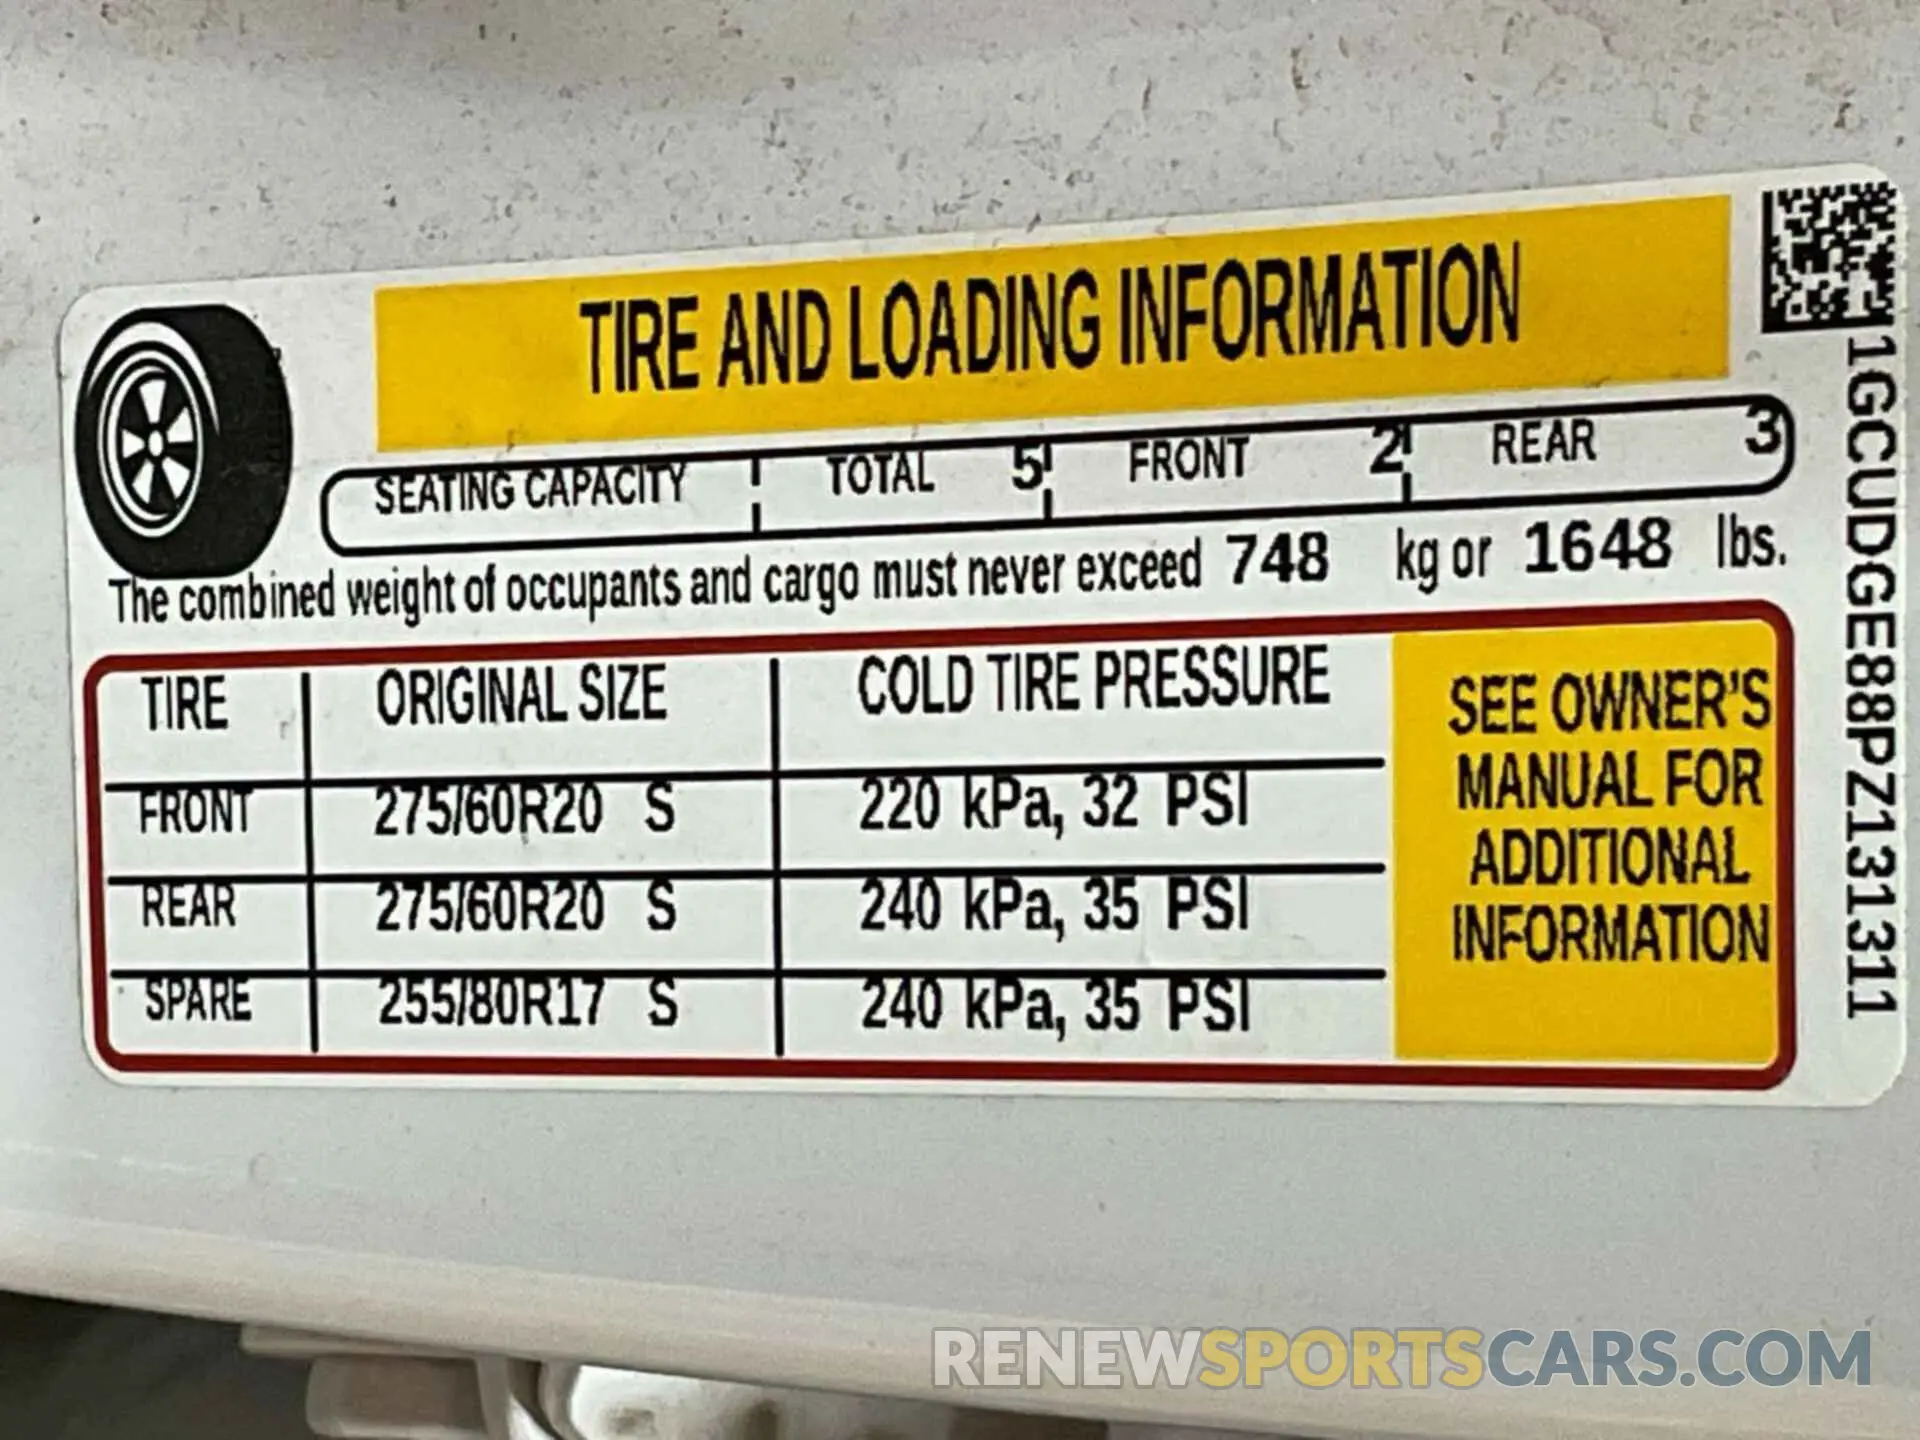 TIRE AND LOADING INFORMATION
SEATING CAPACITY TOTAL 5 FRONT 2 REAR 3
The combined weight of occupants and cargo must never exceed 748 kg or 1648 lbs.
TIRE ORIGINAL SIZE COLD TIRE PRESSURE
FRONT 275/60R20 S 220 kPa, 32 PSI
REAR 275/60R20 S 240 kPa, 35 PSI
SPARE 255/80R17 S 240 kPa, 35 PSI
SEE OWNER'S
MANUAL FOR
ADDITIONAL
INFORMATION
1GCUDGE88PZ131311
RENEWSPORTSCARS.COM